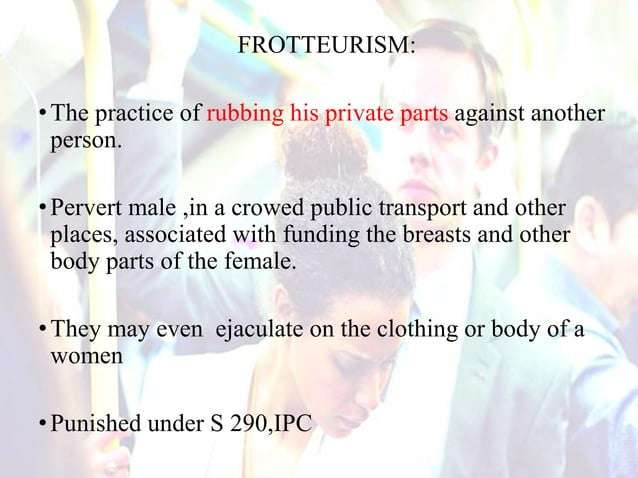 FROTTEURISM:
• The practice of rubbing his private parts against another
person.
• Pervert male ,in a crowed public transport and other
places, associated with funding the breasts and other
body parts of the female.
• They may even  ejaculate on the clothing or body of a
women
• Punished under S 290,IPC